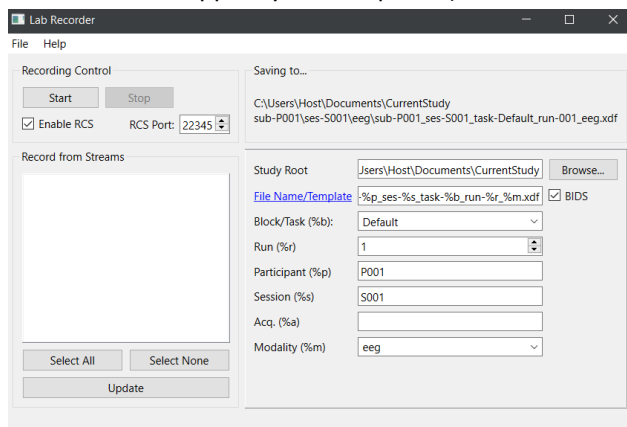 Lab Recorder
File Help
Recording Control
Start Stop
Enable RCS RCS Port: 22345
Record from Streams
Select All Select None
Update
Saving to...
C:\Users\Host\Documents\CurrentStudy
sub-P001\ses-S001\eeg\sub-P001_ses-S001_task-Default_run-001_eeg.xdf
Study Root Jsers\Host\Documents\CurrentStudy Browse...
File Name/Template -%p_ses-%s_task-%b_run-%r_%m.xdf BIDS
Block/Task (%b): Default
Run (%r) 1
Participant (%p) P001
Session (%s) S001
Acq. (%a)
Modality (%m) eeg